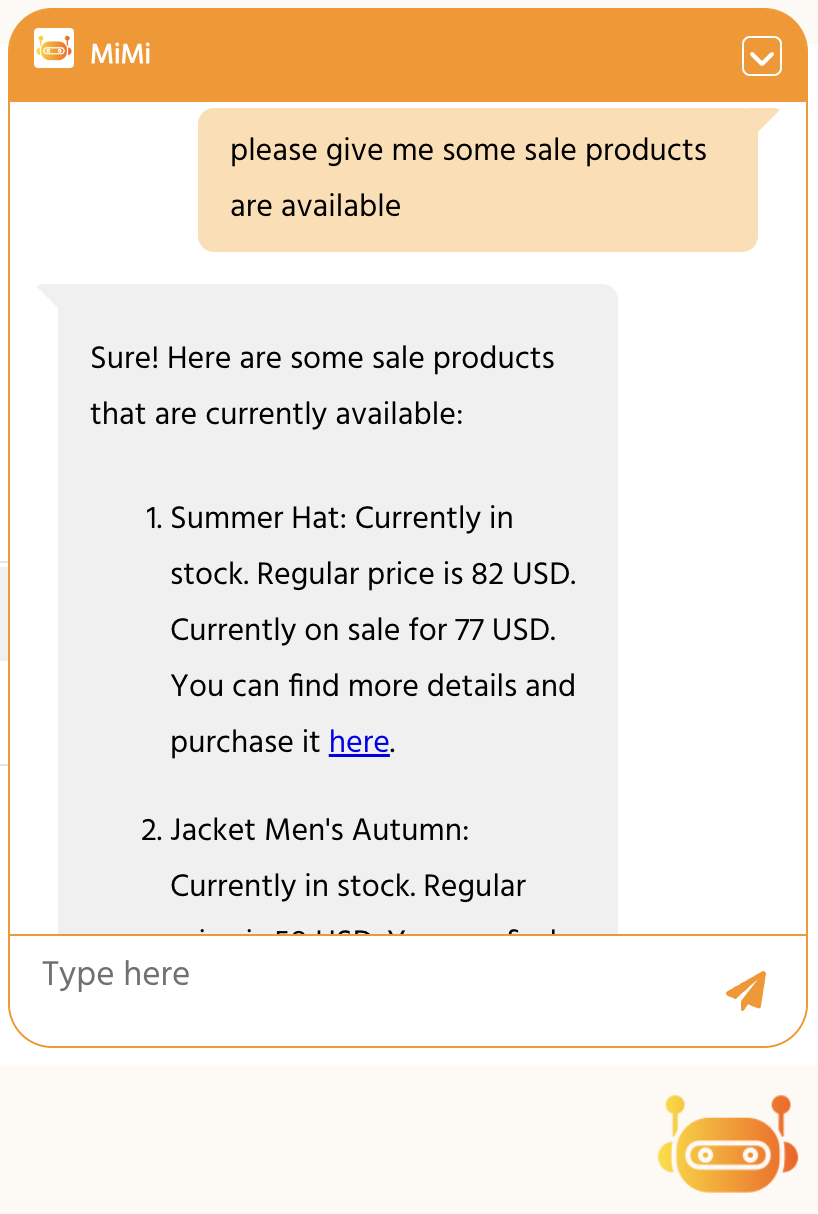 MiMi
please give me some sale products
are available
Sure! Here are some sale products
that are currently available:
1. Summer Hat: Currently in
stock. Regular price is 82 USD.
Currently on sale for 77 USD.
You can find more details and
purchase it here.
2. Jacket Men's Autumn:
Currently in stock. Regular
Type here